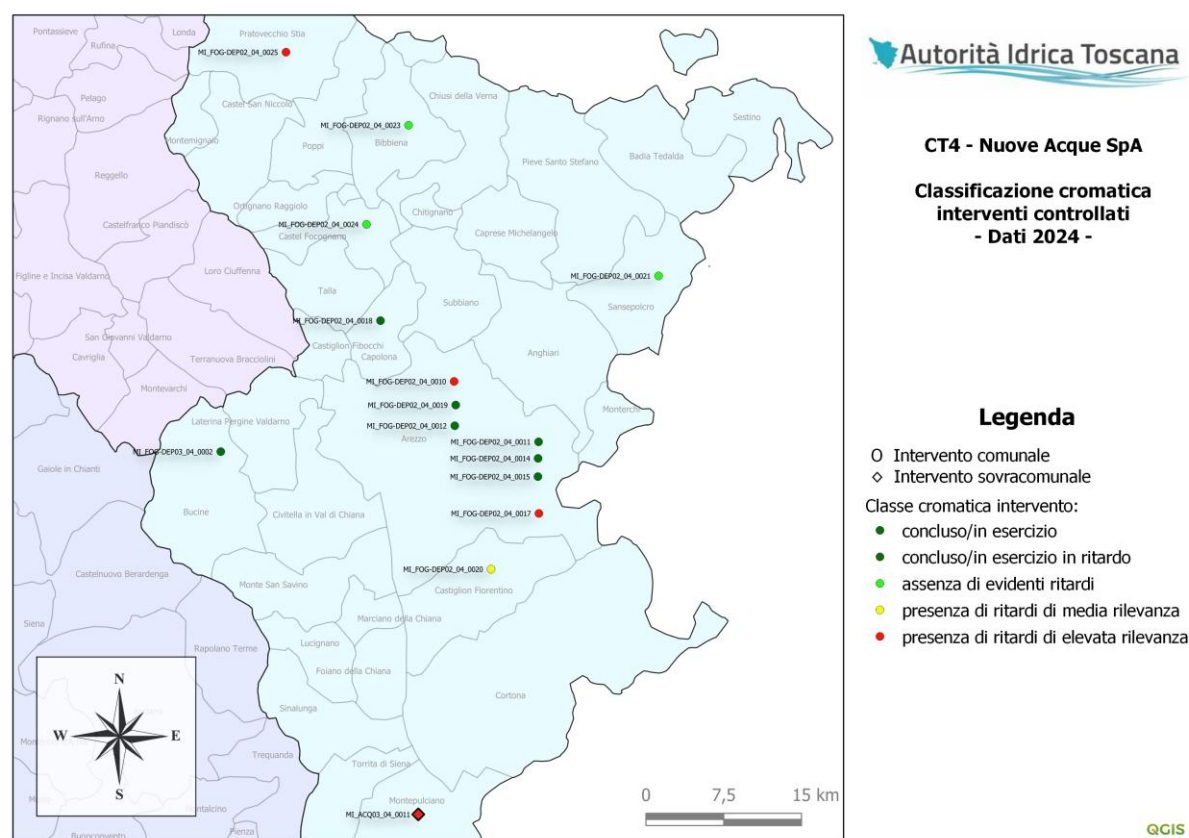 Pontassieve
Rufina
Londa
Pratovecchio Stia
MI_FOG-DEP02_04_0025
Pelago
Rignano sull'Arno
Castel San Niccolò
Chiusi della Verna
Sestino
Montemignaio
MI_FOG-DEP02_04_0023
Poppi
Bibbiena
Badia Tedalda
Pieve Santo Stefano
Reggello
Ortignano Raggiolo
Chitignano
Castelfranco Piandiscò
MI_FOG-DEP02_04_0024
Castel Focognano
Caprese Michelangelo
Figline e Incisa Valdarno
Loro Ciuffenna
MI_FOG-DEP02_04_0021
Talla
Subbiano
Sansepolcro
MI_FOG-DEP02_04_0018
San Giovanni Valdarno
Castiglion Fibocchi
Cavriglia
Terranuova Bracciolini
Capolona
Anghiari
Montevarchi
MI_FOG-DEP02_04_0010
MI_FOG-DEP02_04_0019
Monterchi
Laterina Pergine Valdarno
MI_FOG-DEP02_04_0012
Arezzo
MI_FOG-DEP02_04_0011
MI_FOG-DEP03_04_0002
MI_FOG-DEP02_04_0014
Gaiole in Chianti
MI_FOG-DEP02_04_0015
Bucine
Civitella in Val di Chiana
MI_FOG-DEP02_04_0017
MI_FOG-DEP02_04_0020
Castelnuovo Berardenga
Monte San Savino
Castiglion Fiorentino
Marciano della Chiana
Siena
Lucignano
Rapolano Terme
Foiano della Chiana
Cortona
Sinalunga
Trequanda
Torrita di Siena
Montepulciano
MI_ACQ03_04_0011
Pienza
Buonconvento
N
W
E
S
0 7,5 15 km
Autorità Idrica Toscana
CT4 - Nuove Acque SpA
Classificazione cromatica
interventi controllati
- Dati 2024 -
Legenda
Intervento comunale
Intervento sovracomunale
Classe cromatica intervento:
concluso/in esercizio
concluso/in esercizio in ritardo
assenza di evidenti ritardi
presenza di ritardi di media rilevanza
presenza di ritardi di elevata rilevanza
QGIS